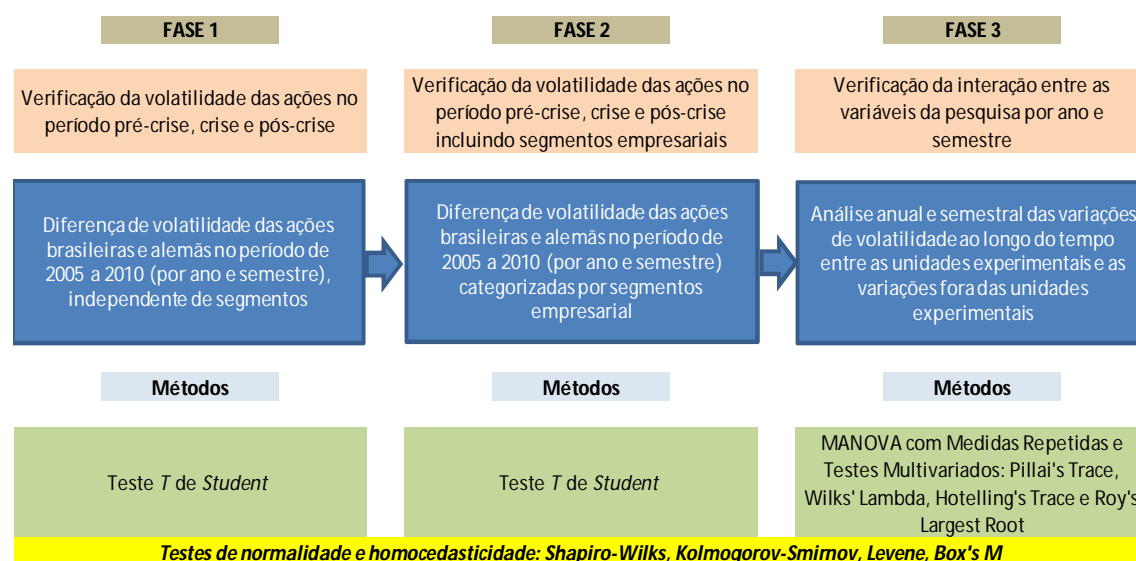 FASE 1
FASE 2
FASE 3
Verificação da volatilidade das ações no
período pré-crise, crise e pós-crise
Verificação da volatilidade das ações no
período pré-crise, crise e pós-crise
incluindo segmentos empresariais
Verificação da interação entre as
variáveis da pesquisa por ano e
semestre
Diferença de volatilidade das ações
brasileiras e alemãs no período de
2005 a 2010 (por ano e semestre),
independente de segmentos
Diferença de volatilidade das ações
brasileiras e alemãs no período de
2005 a 2010 (por ano e semestre)
categorizadas por segmentos
empresarial
Análise anual e semestral das variações
de volatilidade ao longo do tempo
entre as unidades experimentais e as
variações fora das unidades
experimentais
Métodos
Métodos
Métodos
Teste T de Student
Teste T de Student
MANOVA com Medidas Repetidas e
Testes Multivariados: Pillai's Trace,
Wilks' Lambda, Hotelling's Trace e Roy's
Largest Root
Testes de normalidade e homocedasticidade: Shapiro-Wilks, Kolmogorov-Smirnov, Levene, Box's M